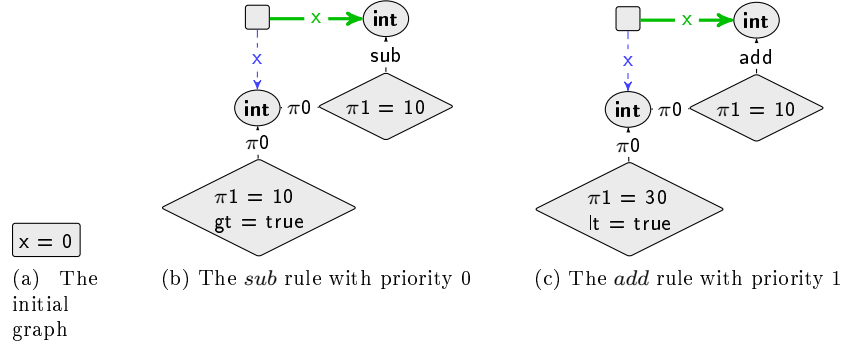 x
int
x
sub
int
π0
π1 = 10
π0
π1 = 10
gt = true
x
int
x
add
int
π0
π1 = 10
π0
π1 = 30
lt = true
x = 0
(a) The
initial
graph
(b) The sub rule with priority 0
(c) The add rule with priority 1